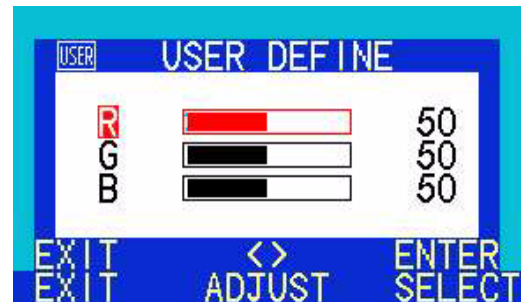 USER USER DEFINE
R 50
G 50
B 50
EXIT <> ENTER
EXIT ADJUST SELECT